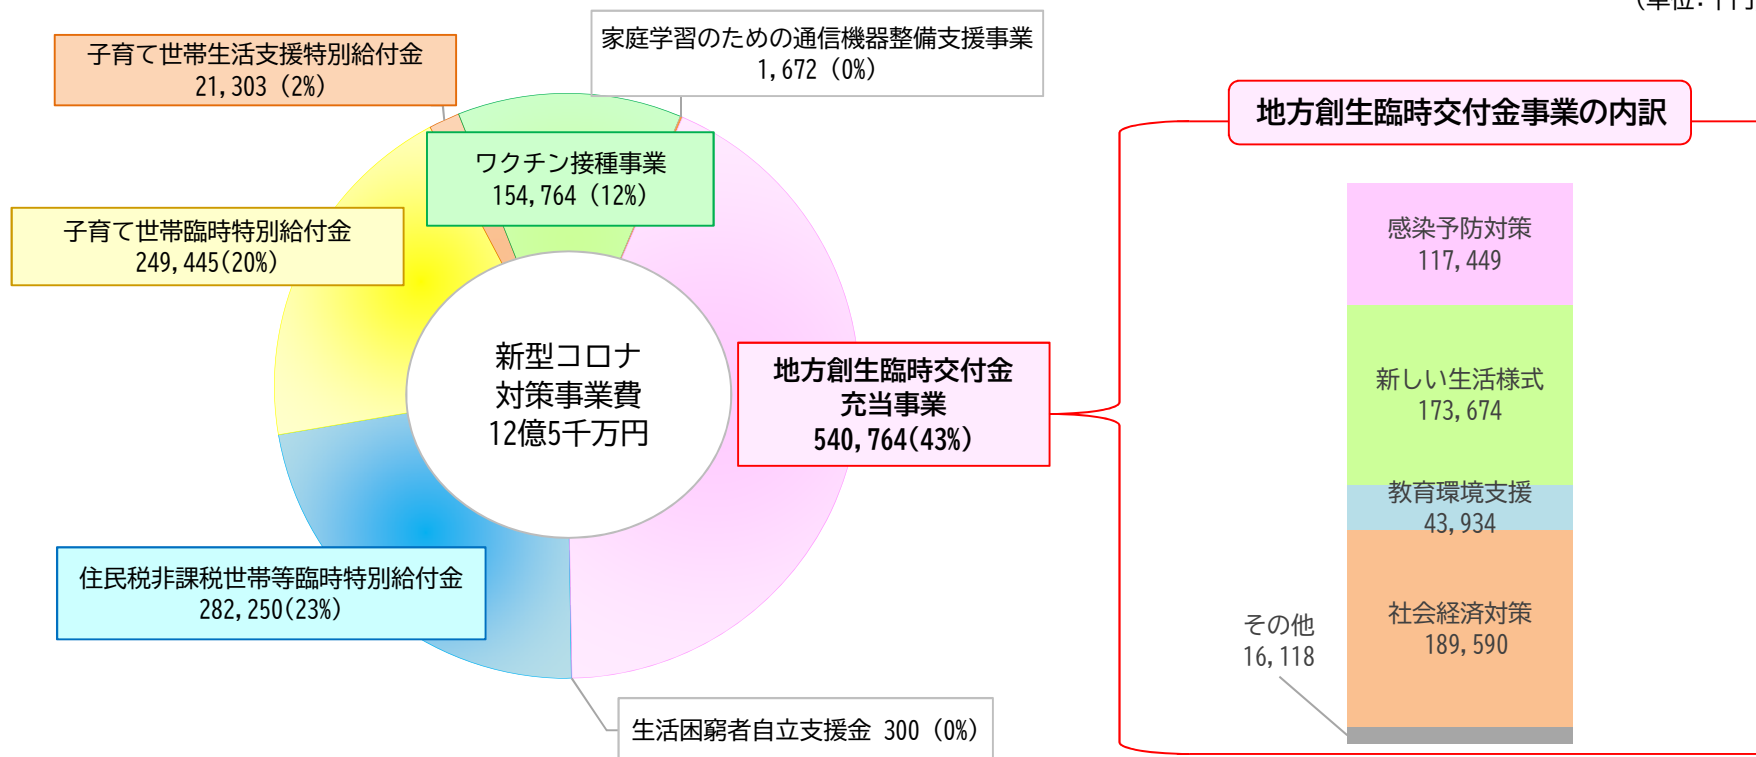 子育て世帯生活支援特別給付金
21,303 (2%)
家庭学習のための通信機器整備支援事業
1,672 (0%)
ワクチン接種事業
154,764 (12%)
子育て世帯臨時特別給付金
249,445(20%)
新型コロナ
対策事業費
12億5千万円
地方創生臨時交付金
充当事業
540,764(43%)
住民税非課税世帯等臨時特別給付金
282,250(23%)
生活困窮者自立支援金 300 (0%)
地方創生臨時交付金事業の内訳
感染予防対策
117,449
新しい生活様式
173,674
教育環境支援
43,934
社会経済対策
189,590
その他
16,118